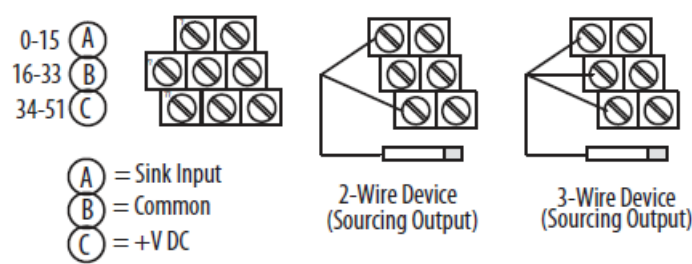 0-15 A
16-33 B
34-51 C
A = Sink Input
B = Common
C = +V DC
2-Wire Device
(Sourcing Output)
3-Wire Device
(Sourcing Output)